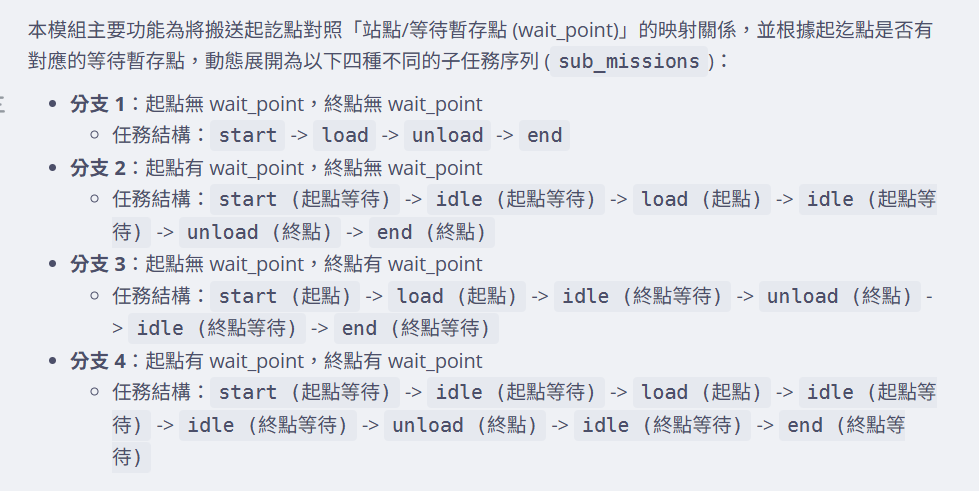 本模組主要功能為將搬送起訖點對照「站點/等待暫存點 (wait_point)」的映射關係，並根據起迄點是否有
對應的等待暫存點，動態展開為以下四種不同的子任務序列 ( sub_missions )：
• 分支 1：起點無 wait_point，終點無 wait_point
○ 任務結構： start -> load -> unload -> end
• 分支 2：起點有 wait_point，終點無 wait_point
○ 任務結構： start (起點等待) -> idle (起點等待) -> load (起點) -> idle (起點等
待) -> unload (終點) -> end (終點)
• 分支 3：起點無 wait_point，終點有 wait_point
○ 任務結構： start (起點) -> load (起點) -> idle (終點等待) -> unload (終點) -
> idle (終點等待) -> end (終點等待)
• 分支 4：起點有 wait_point，終點有 wait_point
○ 任務結構： start (起點等待) -> idle (起點等待) -> load (起點) -> idle (起點等
待) -> idle (終點等待) -> unload (終點) -> idle (終點等待) -> end (終點等
待)